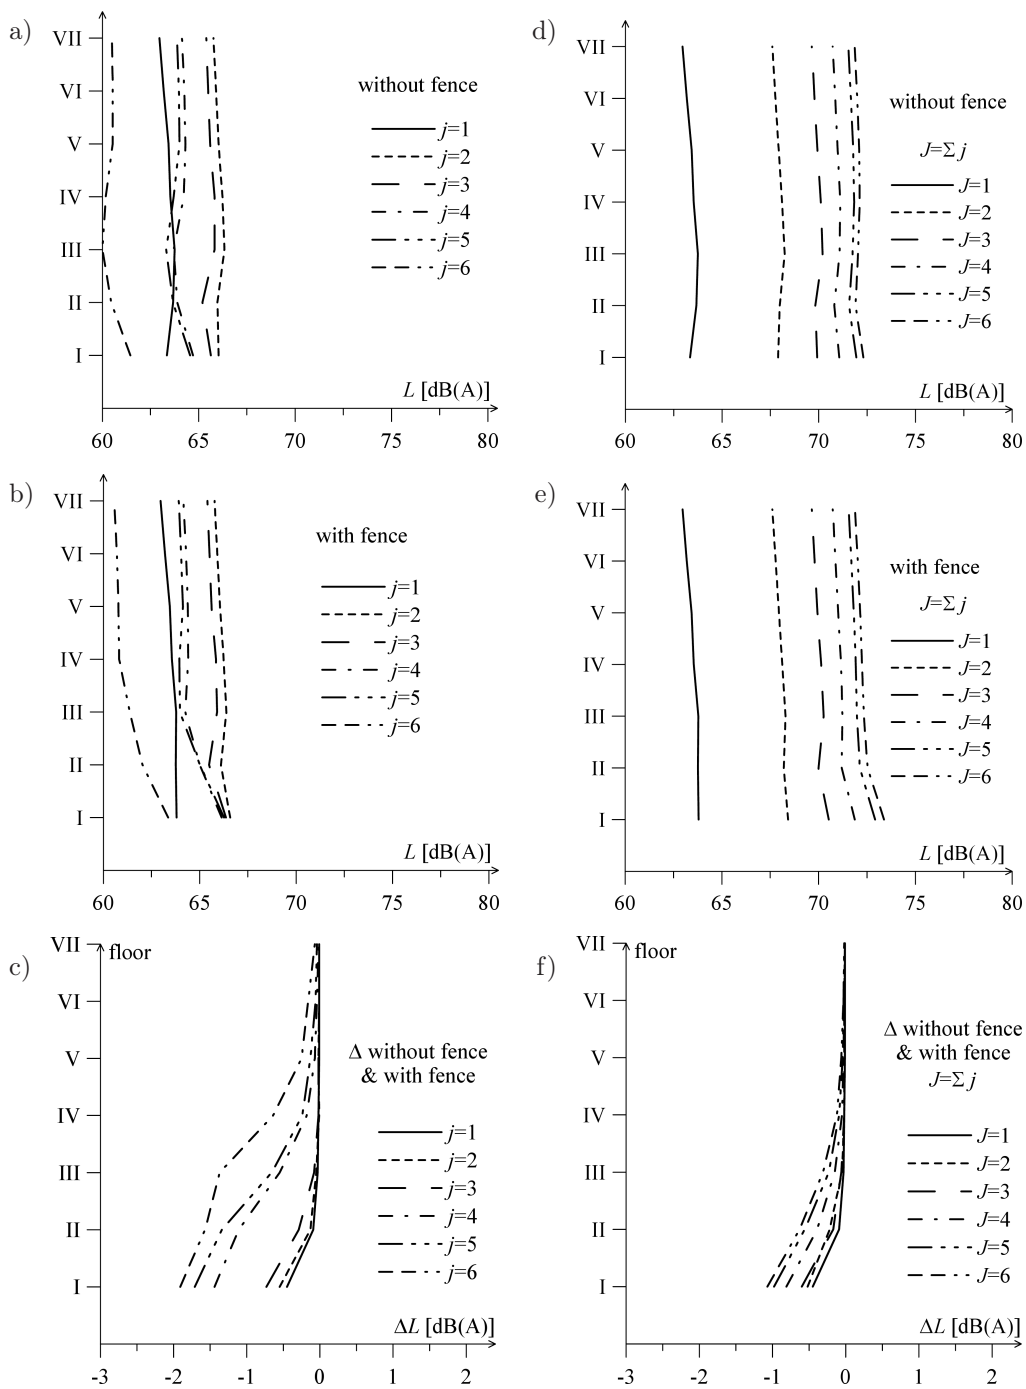 a)
VII
VI
V
IV
III
II
I
without fence
j=1
j=2
j=3
j=4
j=5
j=6
L [dB(A)]
60 65 70 75 80
d)
VII
VI
V
IV
III
II
I
without fence
J=Σ j
J=1
J=2
J=3
J=4
J=5
J=6
L [dB(A)]
60 65 70 75 80
b)
VII
VI
V
IV
III
II
I
with fence
j=1
j=2
j=3
j=4
j=5
j=6
L [dB(A)]
60 65 70 75 80
e)
VII
VI
V
IV
III
II
I
with fence
J=Σ j
J=1
J=2
J=3
J=4
J=5
J=6
L [dB(A)]
60 65 70 75 80
c)
floor
VII
VI
V
IV
III
II
I
Δ without fence
& with fence
j=1
j=2
j=3
j=4
j=5
j=6
ΔL [dB(A)]
-3 -2 -1 0 1 2
f)
floor
VII
VI
V
IV
III
II
I
Δ without fence
& with fence
J=Σ j
J=1
J=2
J=3
J=4
J=5
J=6
ΔL [dB(A)]
-3 -2 -1 0 1 2